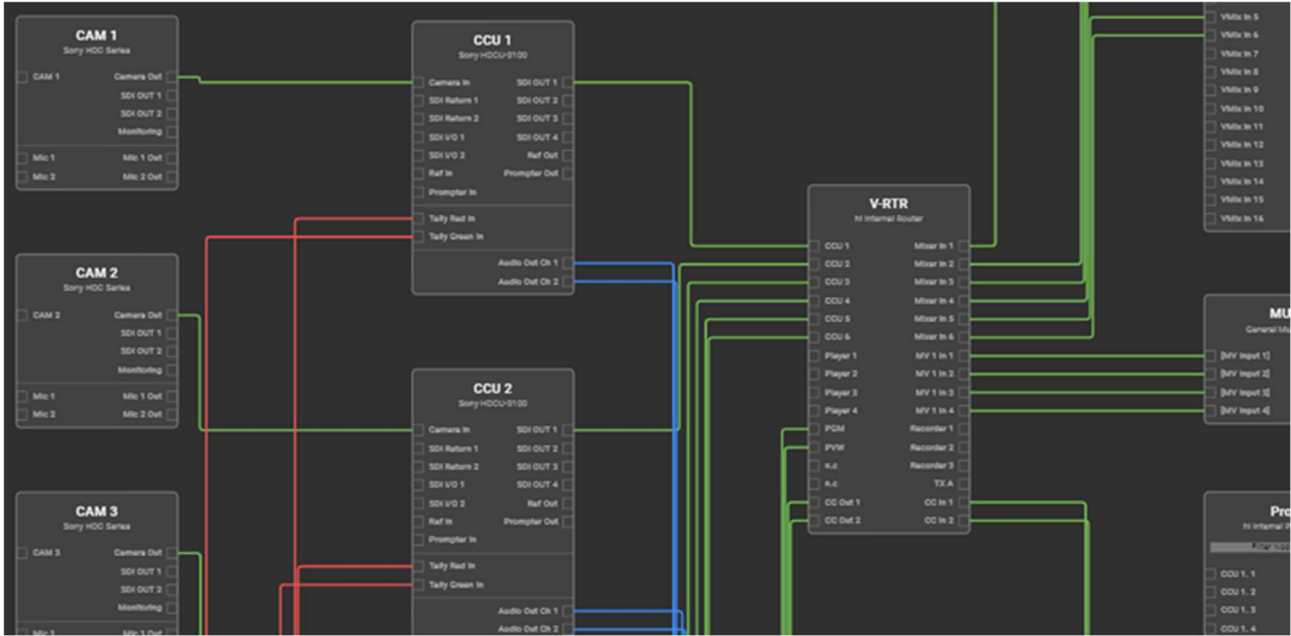 CAM 1
Sony HDC Series
CAM 1
Camera Out
SDI OUT 1
SDI OUT 2
Monitoring
Mic 1
Mic 1 Out
Mic 2
Mic 2 Out
CAM 2
Sony HDC Series
CAM 2
Camera Out
SDI OUT 1
SDI OUT 2
Monitoring
Mic 1
Mic 1 Out
Mic 2
Mic 2 Out
CAM 3
Sony HDC Series
CAM 3
Camera Out
SDI OUT 1
SDI OUT 2
Monitoring
Mic 1
Mic 1 Out
CCU 1
Sony HDCU-3100
Camera In
SDI OUT 1
SDI Return 1
SDI OUT 2
SDI Return 2
SDI OUT 3
SDI I/O 1
SDI OUT 4
SDI I/O 2
Ref Out
Ref In
Prompter Out
Prompter In
Tally Red In
Tally Green In
Audio Out Ch 1
Audio Out Ch 2
CCU 2
Sony HDCU-3100
Camera In
SDI OUT 1
SDI Return 1
SDI OUT 2
SDI Return 2
SDI OUT 3
SDI I/O 1
SDI OUT 4
SDI I/O 2
Ref Out
Ref In
Prompter Out
Prompter In
Tally Red In
Tally Green In
Audio Out Ch 1
Audio Out Ch 2
V-RTR
hi Internal Router
CCU 1
Mixer In 1
CCU 2
Mixer In 2
CCU 3
Mixer In 3
CCU 4
Mixer In 4
CCU 5
Mixer In 5
CCU 6
Mixer In 6
Player 1
MV 1 In 1
Player 2
MV 1 In 2
Player 3
MV 1 In 3
Player 4
MV 1 In 4
PGM
Recorder 1
PVW
Recorder 2
n.c
Recorder 3
n.c
TX A
CC Out 1
CC In 1
CC Out 2
CC In 2
VMix In 5
VMix In 6
VMix In 7
VMix In 8
VMix In 9
VMix In 10
VMix In 11
VMix In 12
VMix In 13
VMix In 14
VMix In 15
VMix In 16
MU
General Mu
[MV Input 1]
[MV Input 2]
[MV Input 3]
[MV Input 4]
Pro
hi Internal P
CCU 1. 1
CCU 1. 2
CCU 1. 3
CCU 1. 4